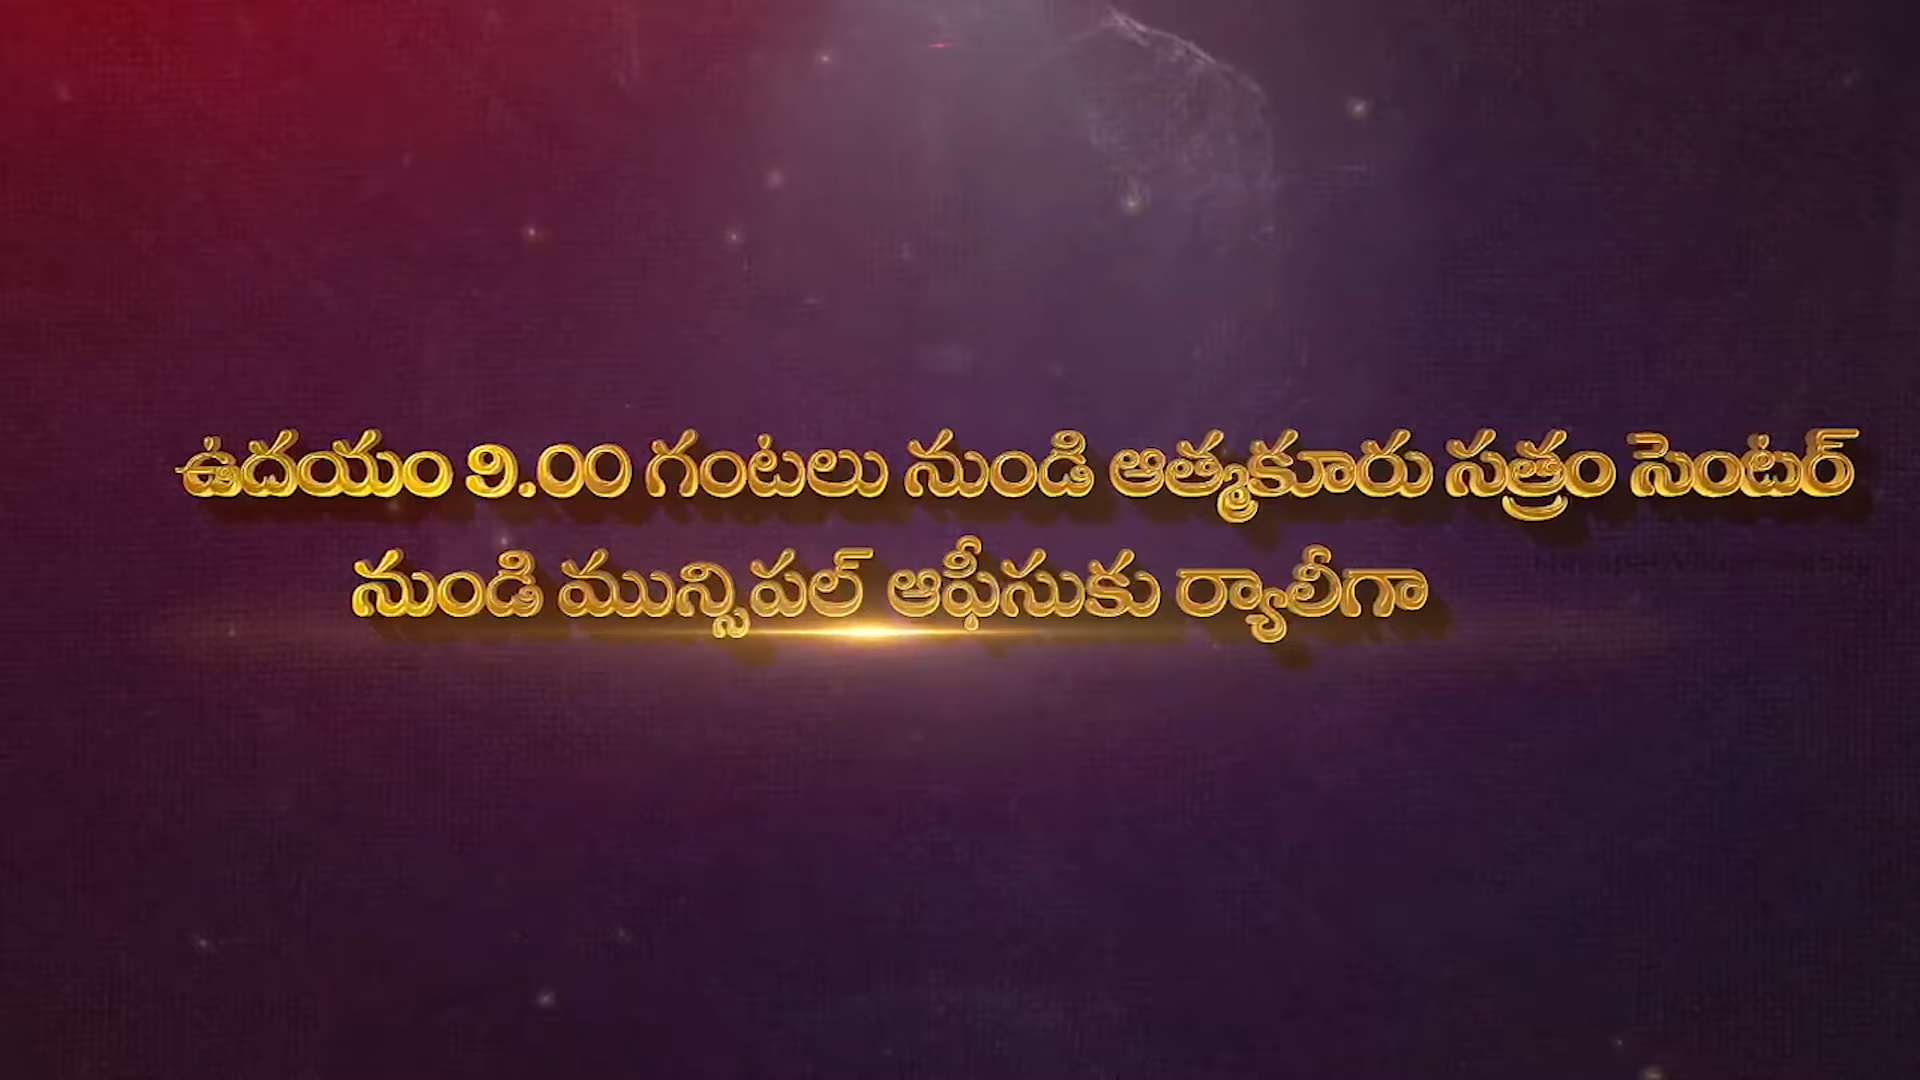 ఉదయం 9.00 గంటలు నుండి ఆత్మకూరు సత్రం సెంటర్
నుండి మున్సిపల్ ఆఫీసుకు ర్యాలీగా